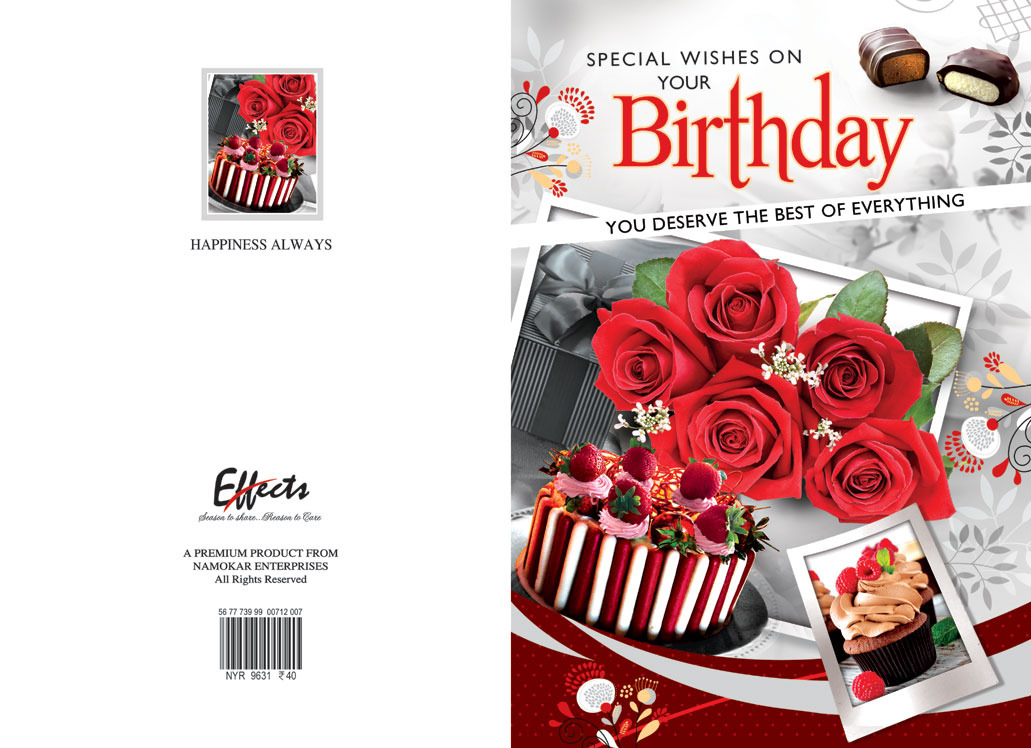 HAPPINESS ALWAYS
Effects
Season to share...Reason to Care
A PREMIUM PRODUCT FROM
NAMOKAR ENTERPRISES
All Rights Reserved
56 77 739 99 00712 007
NYR 9631 ₹ 40
SPECIAL WISHES ON
YOUR
Birthday
YOU DESERVE THE BEST OF EVERYTHING